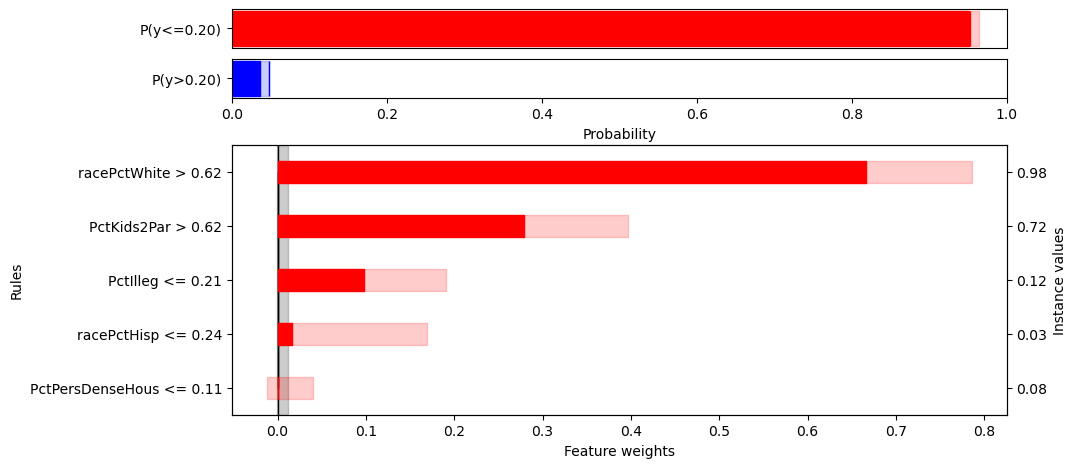 P(y<=0.20)
P(y>0.20)
0.0 0.2 0.4 0.6 0.8 1.0
Probability
racePctWhite > 0.62 0.98
PctKids2Par > 0.62 0.72
PctIlleg <= 0.21 0.12
racePctHisp <= 0.24 0.03
PctPersDenseHous <= 0.11 0.08
Rules
Instance values
0.0 0.1 0.2 0.3 0.4 0.5 0.6 0.7 0.8
Feature weights